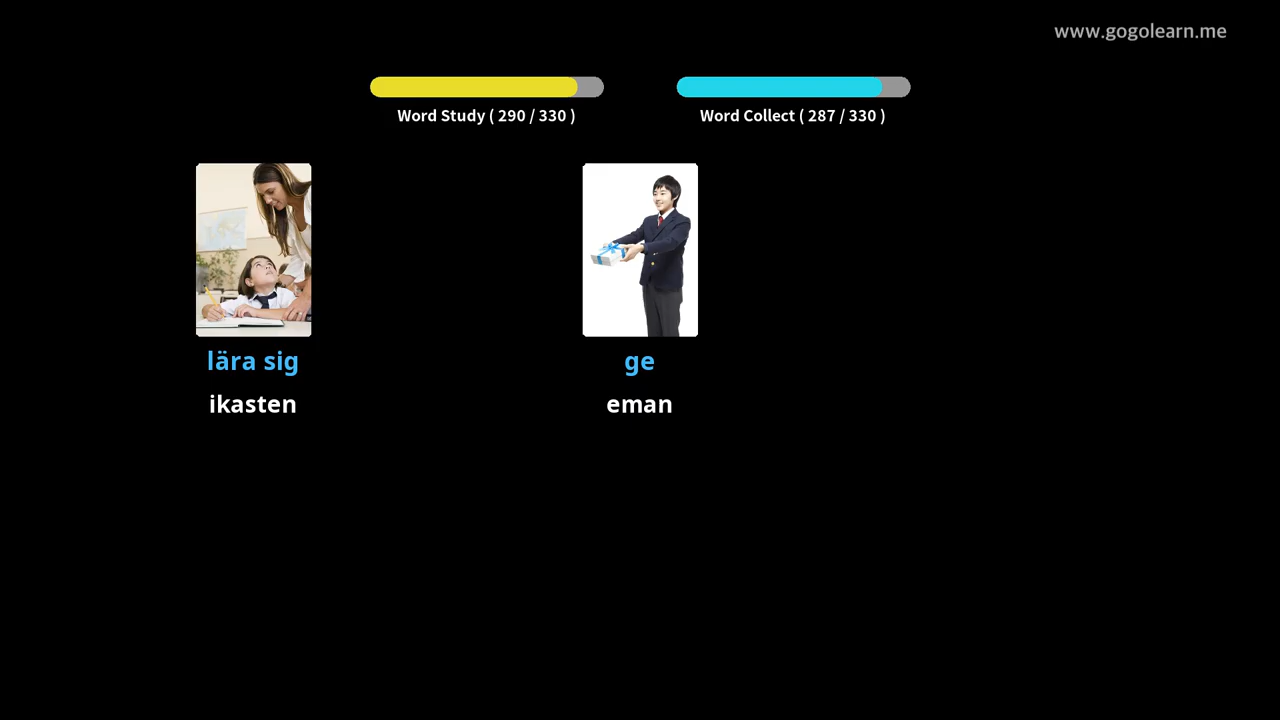 www.gogolearn.me
Word Study ( 290 / 330 )
Word Collect ( 287 / 330 )
lära sig
ikasten
ge
eman